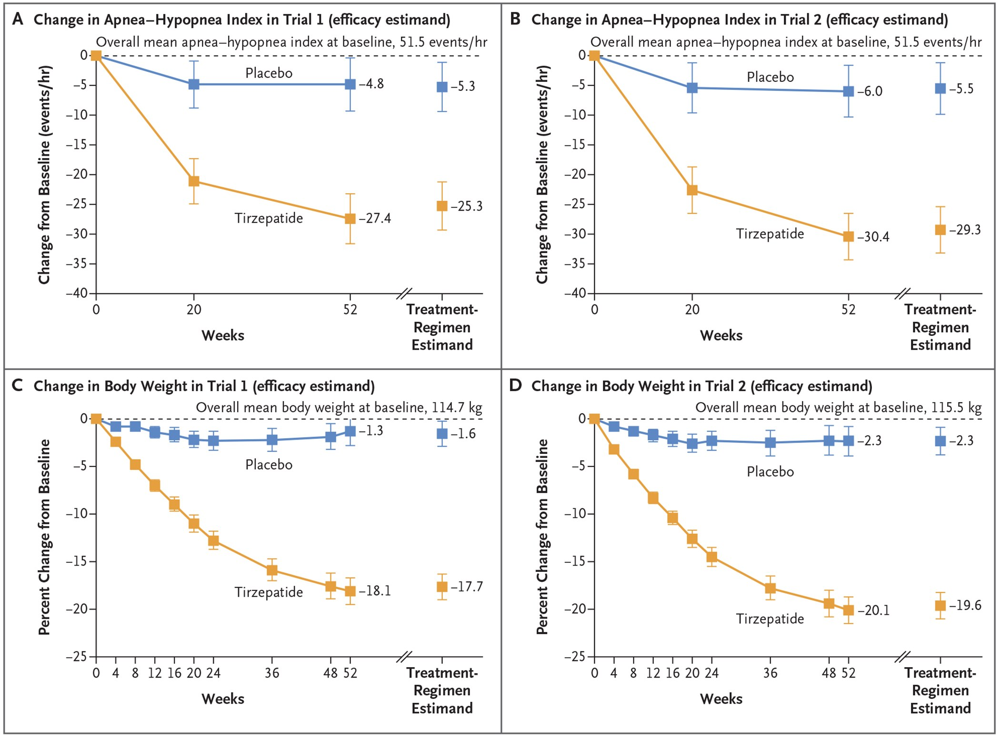 A Change in Apnea–Hypopnea Index in Trial 1 (efficacy estimand)
Overall mean apnea–hypopnea index at baseline, 51.5 events/hr
Change from Baseline (events/hr)
0
–5
–10
–15
–20
–25
–30
–35
–40
Placebo
–4.8
–5.3
Tirzepatide
–27.4
–25.3
0 20 52 Treatment-
Regimen
Estimand
Weeks
B Change in Apnea–Hypopnea Index in Trial 2 (efficacy estimand)
Overall mean apnea–hypopnea index at baseline, 51.5 events/hr
Change from Baseline (events/hr)
0
–5
–10
–15
–20
–25
–30
–35
–40
Placebo
–6.0
–5.5
Tirzepatide
–30.4
–29.3
0 20 52 Treatment-
Regimen
Estimand
Weeks
C Change in Body Weight in Trial 1 (efficacy estimand)
Overall mean body weight at baseline, 114.7 kg
Percent Change from Baseline
0
–5
–10
–15
–20
–25
–1.3
–1.6
Placebo
Tirzepatide
–18.1
–17.7
0 4 8 12 16 20 24 36 48 52 Treatment-
Regimen
Estimand
Weeks
D Change in Body Weight in Trial 2 (efficacy estimand)
Overall mean body weight at baseline, 115.5 kg
Percent Change from Baseline
0
–5
–10
–15
–20
–25
–2.3
–2.3
Placebo
Tirzepatide
–20.1
–19.6
0 4 8 12 16 20 24 36 48 52 Treatment-
Regimen
Estimand
Weeks